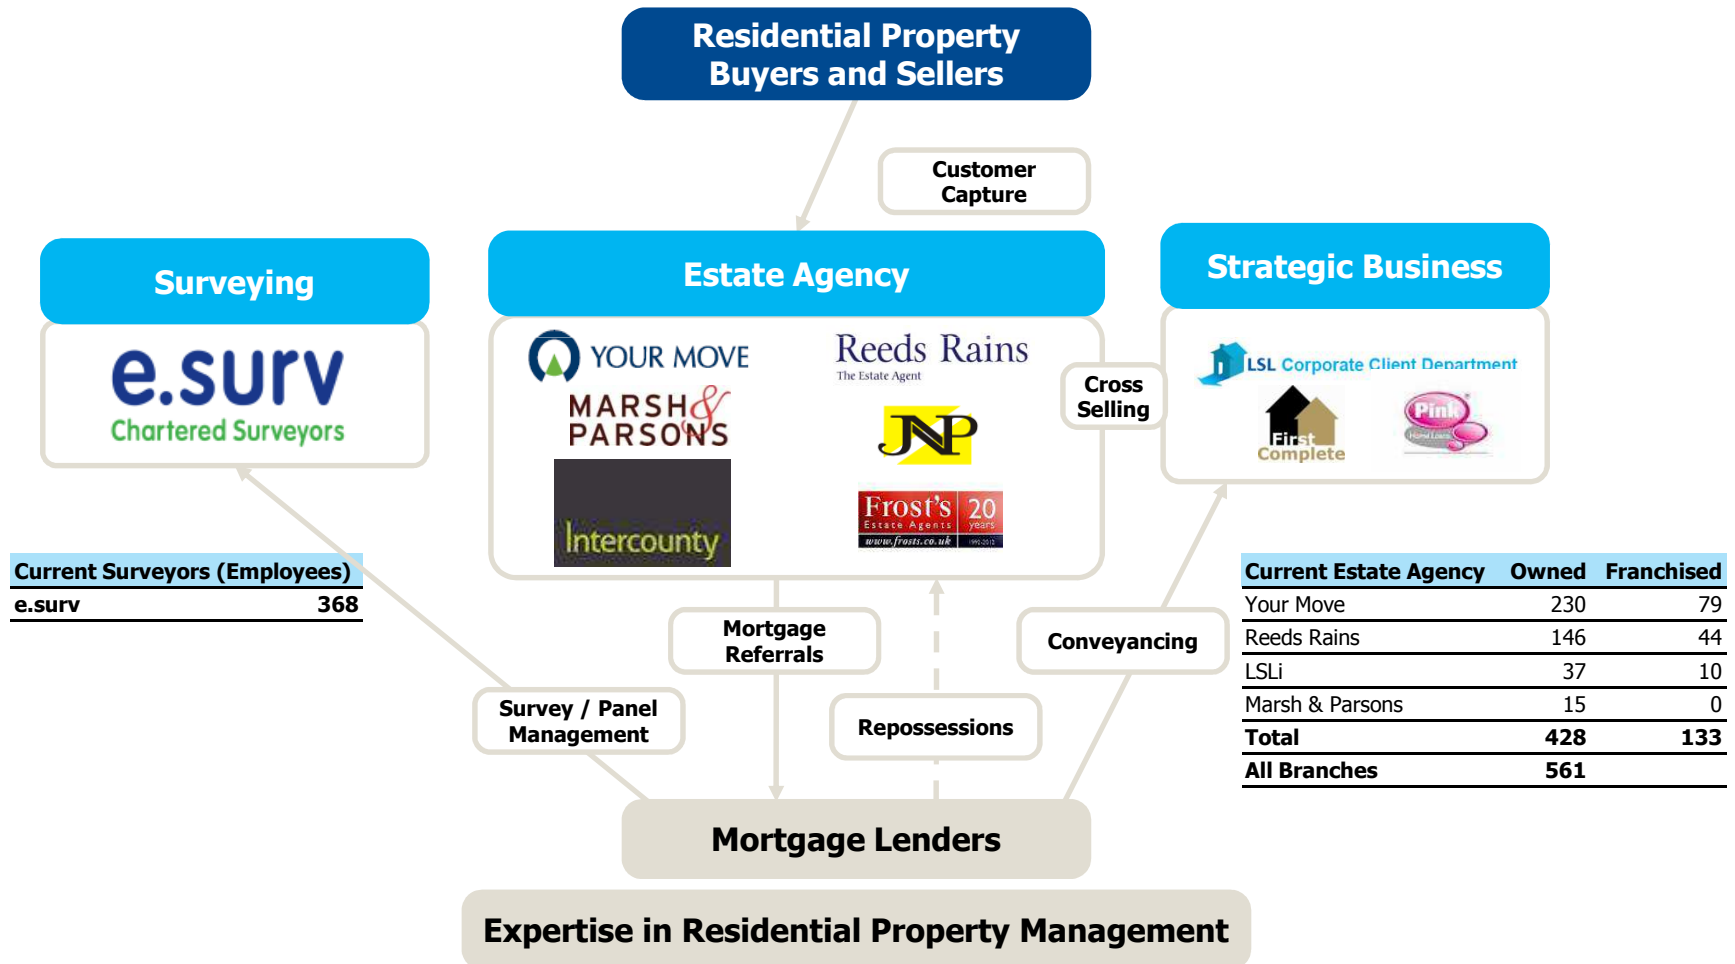 Residential Property
Buyers and Sellers
Customer
Capture
Surveying
Estate Agency
Strategic Business
e.surv
Chartered Surveyors
YOUR MOVE
Reeds Rains
The Estate Agent
MARSH &
PARSONS
JNP
Intercounty
Frost's
Estate Agents
www.frosts.co.uk
20
years
1992-2012
Cross
Selling
LSL Corporate Client Department
First
Complete
Pink
Home Loans
Current Surveyors (Employees)
e.surv 368
Mortgage
Referrals
Conveyancing
Survey / Panel
Management
Repossessions
Current Estate Agency Owned Franchised
Your Move 230 79
Reeds Rains 146 44
LSLi 37 10
Marsh & Parsons 15 0
Total 428 133
All Branches 561
Mortgage Lenders
Expertise in Residential Property Management